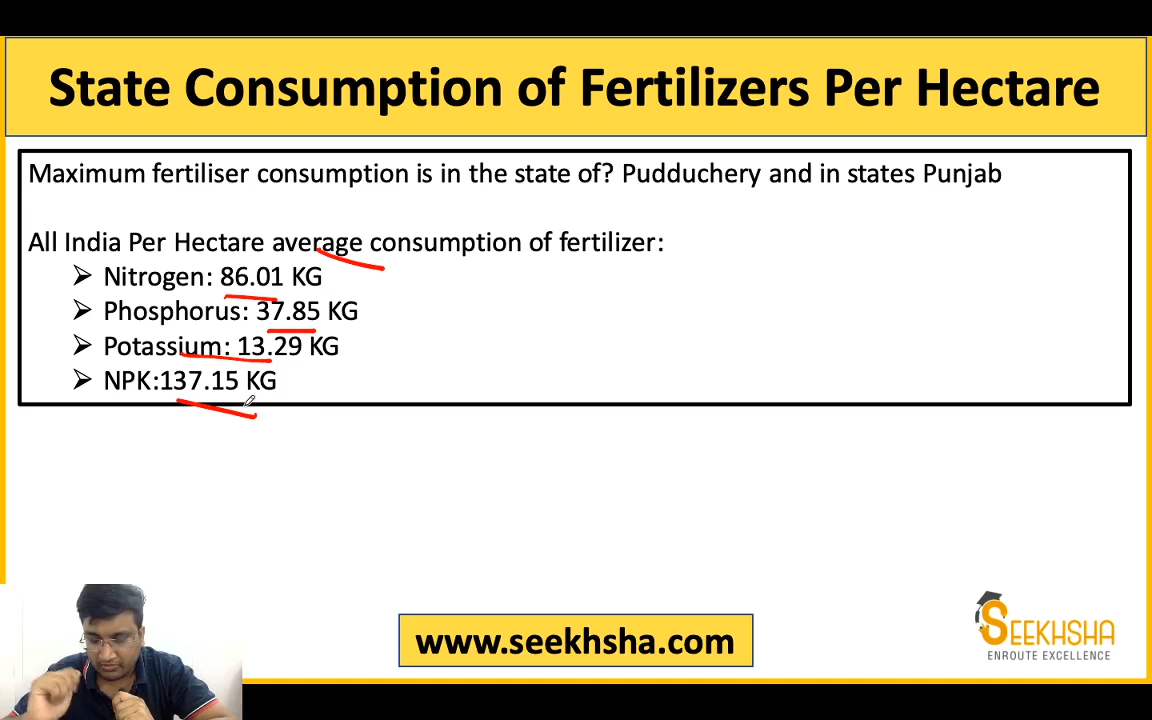 State Consumption of Fertilizers Per Hectare
Maximum fertiliser consumption is in the state of? Pudduchery and in states Punjab
All India Per Hectare average consumption of fertilizer:
➢ Nitrogen: 86.01 KG
➢ Phosphorus: 37.85 KG
➢ Potassium: 13.29 KG
➢ NPK:137.15 KG
www.seekhsha.com
SEEKHSHA
ENROUTE EXCELLENCE